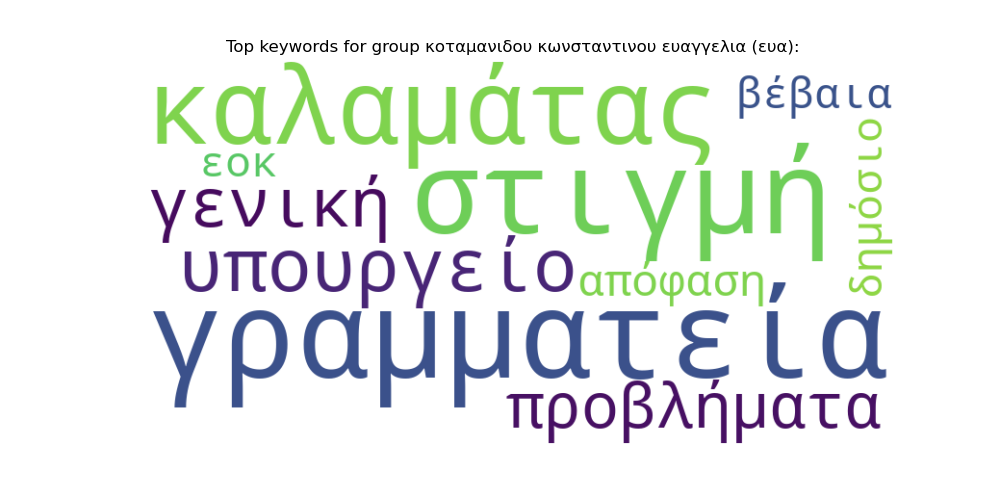 Top keywords for group κοταμανιδου κωνσταντινου ευαγγελια (ευα):
καλαμάτας
βέβαια
εοκ
στιγμή
δημόσιο
γενική
υπουργείο
απόφαση
γραμματεία
προβλήματα